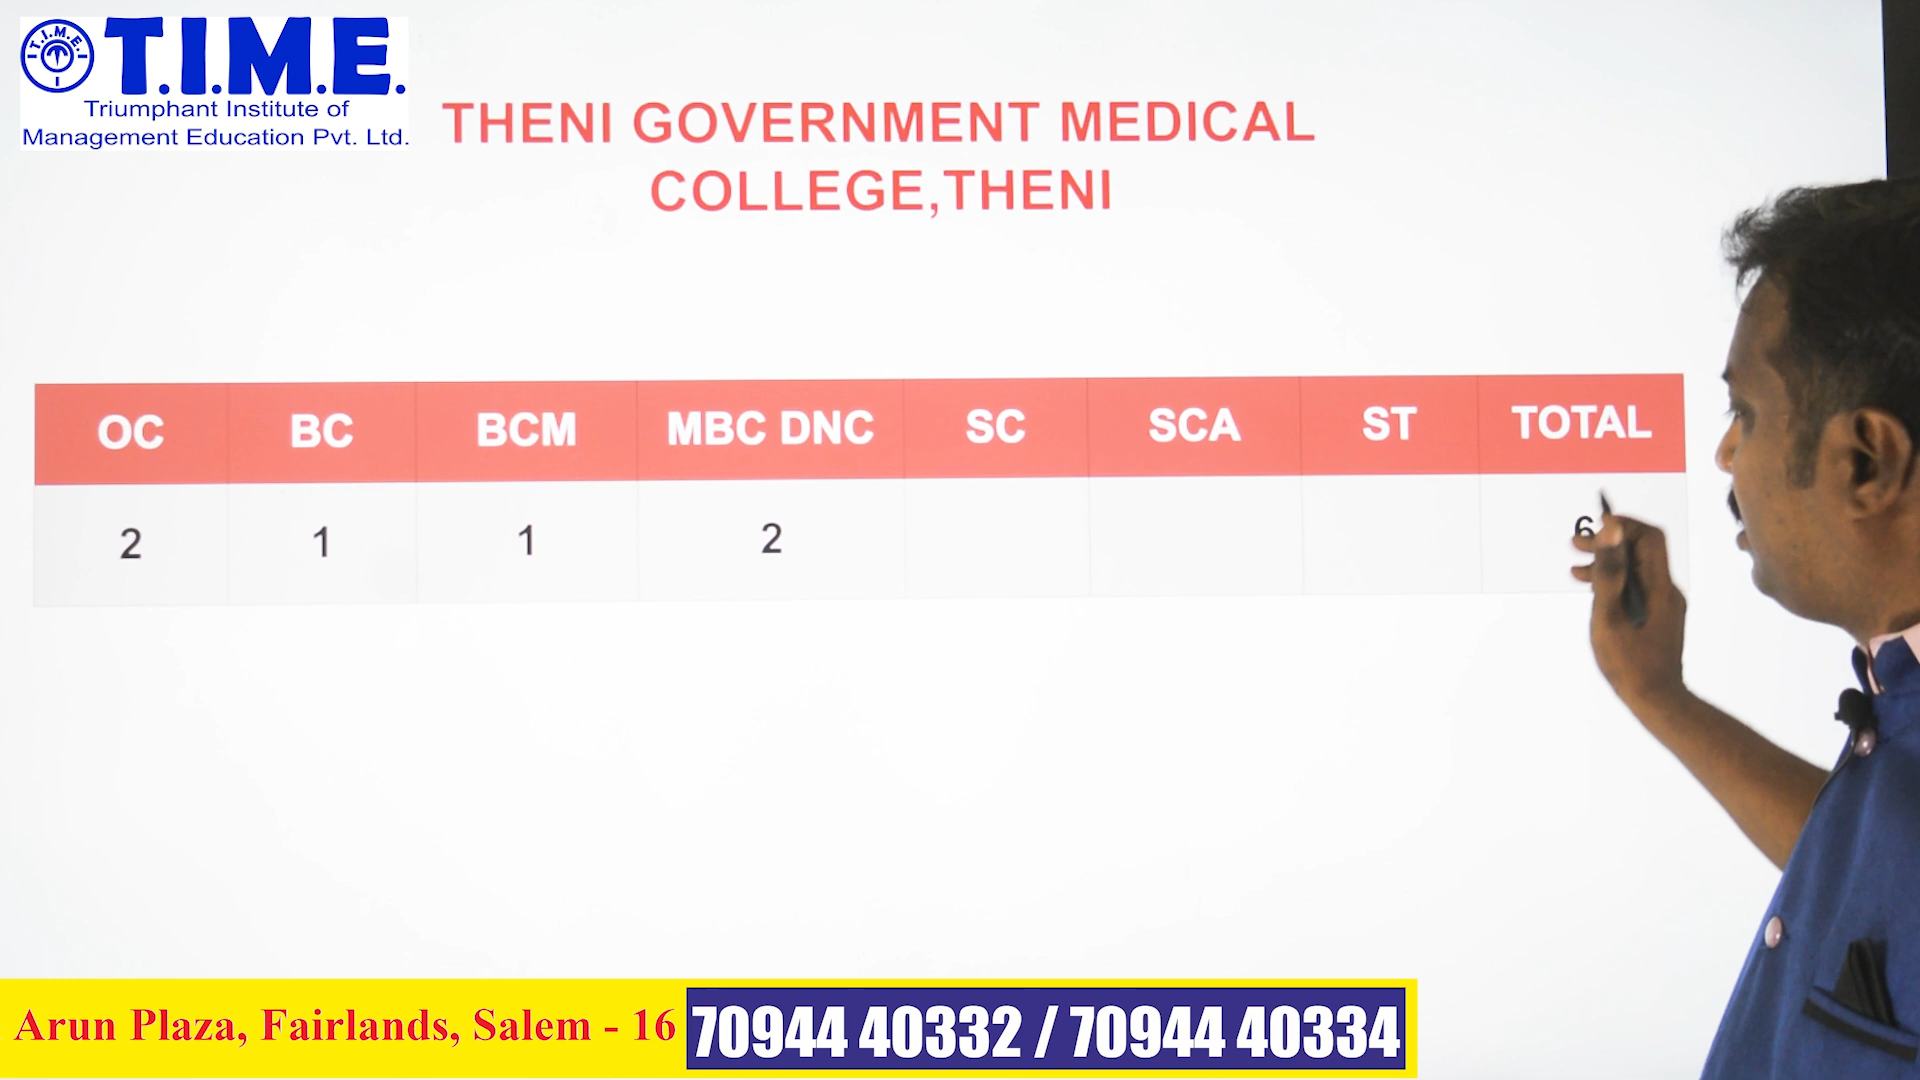 T.I.M.E.
T.I.M.E.
Triumphant Institute of
Management Education Pvt. Ltd.
THENI GOVERNMENT MEDICAL
COLLEGE,THENI
OC BC BCM MBC DNC SC SCA ST TOTAL
2 1 1 2 6
Arun Plaza, Fairlands, Salem - 16 70944 40332 / 70944 40334